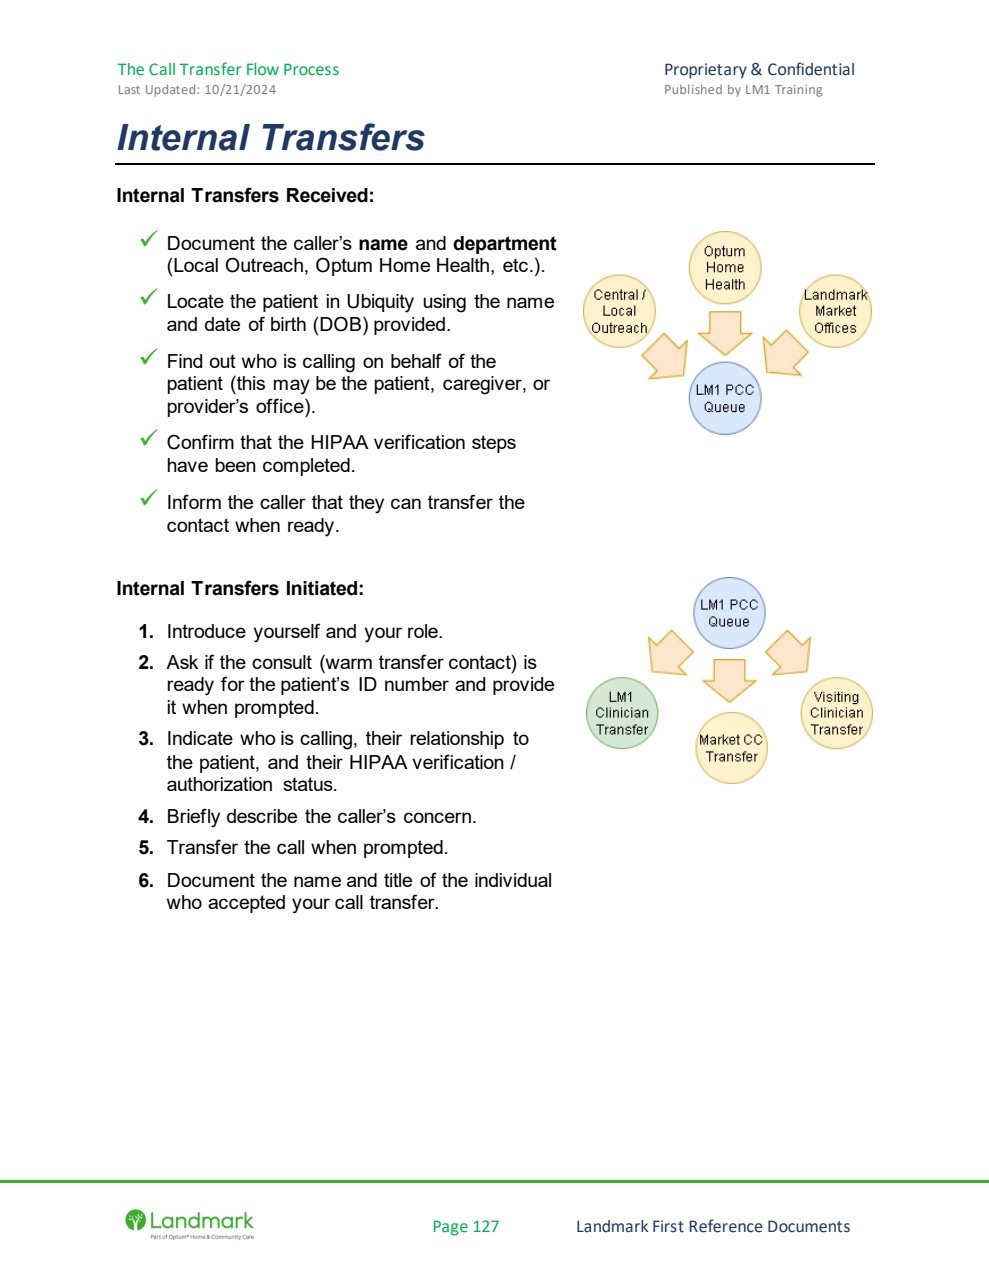 The Call Transfer Flow Process
Proprietary & Confidential
Last Updated: 10/21/2024
Published by LM1 Training
Internal Transfers
Internal Transfers Received:
Document the caller's name and department
(Local Outreach, Optum Home Health, etc.).
Locate the patient in Ubiquity using the name
and date of birth (DOB) provided.
Find out who is calling on behalf of the
patient (this may be the patient, caregiver, or
provider's office).
Confirm that the HIPAA verification steps
have been completed.
Inform the caller that they can transfer the
contact when ready.
Optum
Home
Health
Central /
Local
Outreach
Landmark
Market
Offices
LM1 PCC
Queue
Internal Transfers Initiated:
1. Introduce yourself and your role.
2. Ask if the consult (warm transfer contact) is
ready for the patient's ID number and provide
it when prompted.
3. Indicate who is calling, their relationship to
the patient, and their HIPAA verification /
authorization status.
4. Briefly describe the caller's concern.
5. Transfer the call when prompted.
6. Document the name and title of the individual
who accepted your call transfer.
LM1 PCC
Queue
LM1
Clinician
Transfer
Market CC
Transfer
Visiting
Clinician
Transfer
Landmark
Part of Optum® Home & Community Care
Page 127
Landmark First Reference Documents